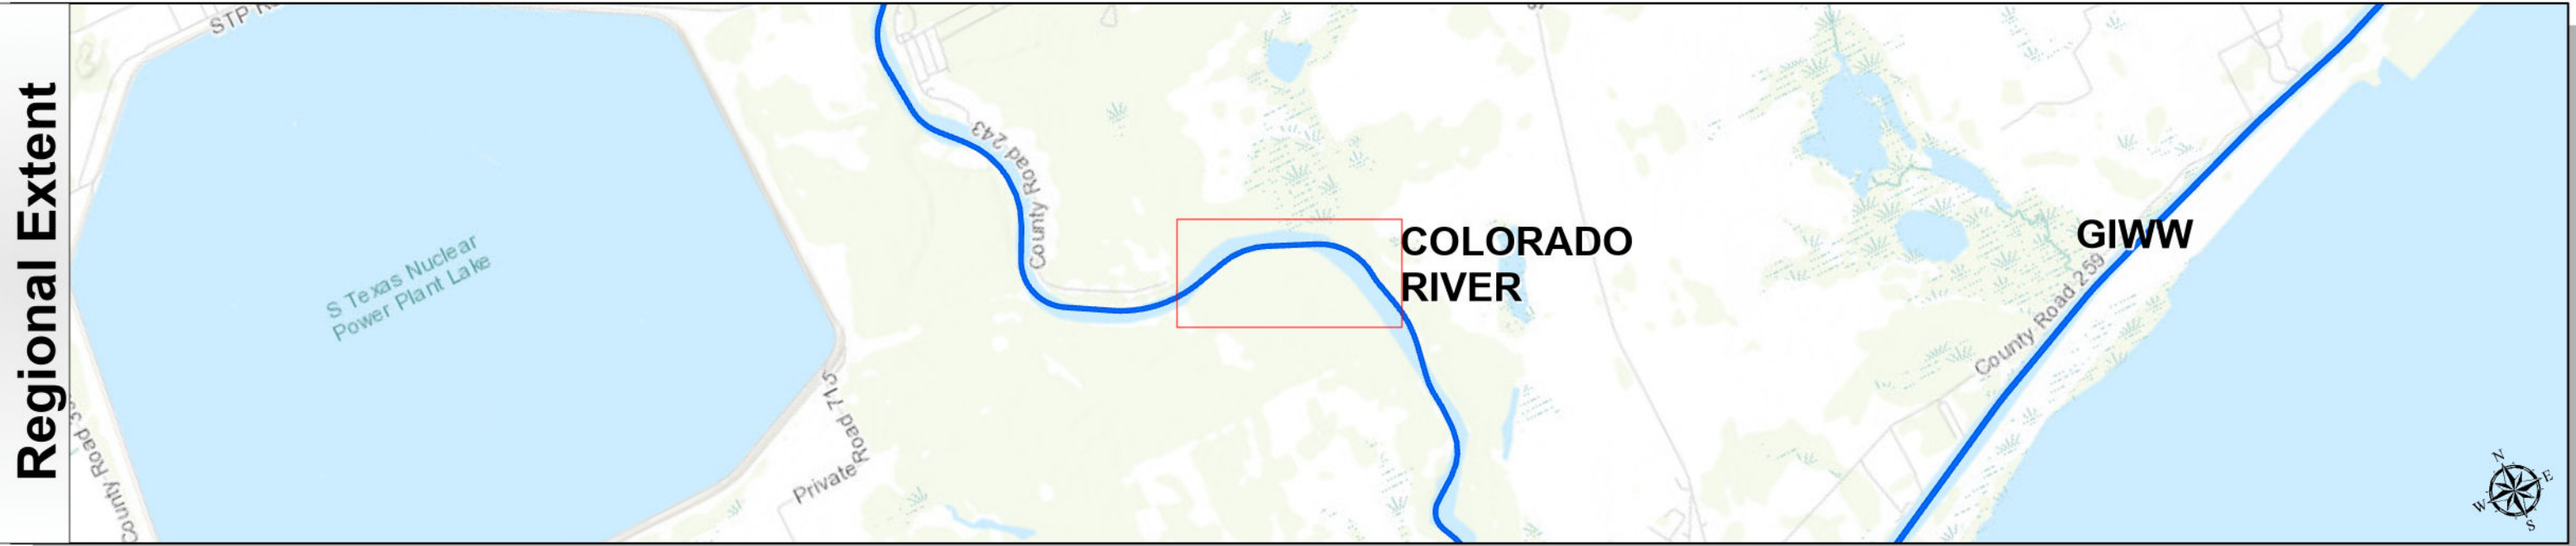 Regional Extent
STP
S Texas Nuclear
Power Plant Lake
County Road 243
COLORADO
RIVER
GIWW
County Road 259
Private Road 715
County Road
N
E
W
S